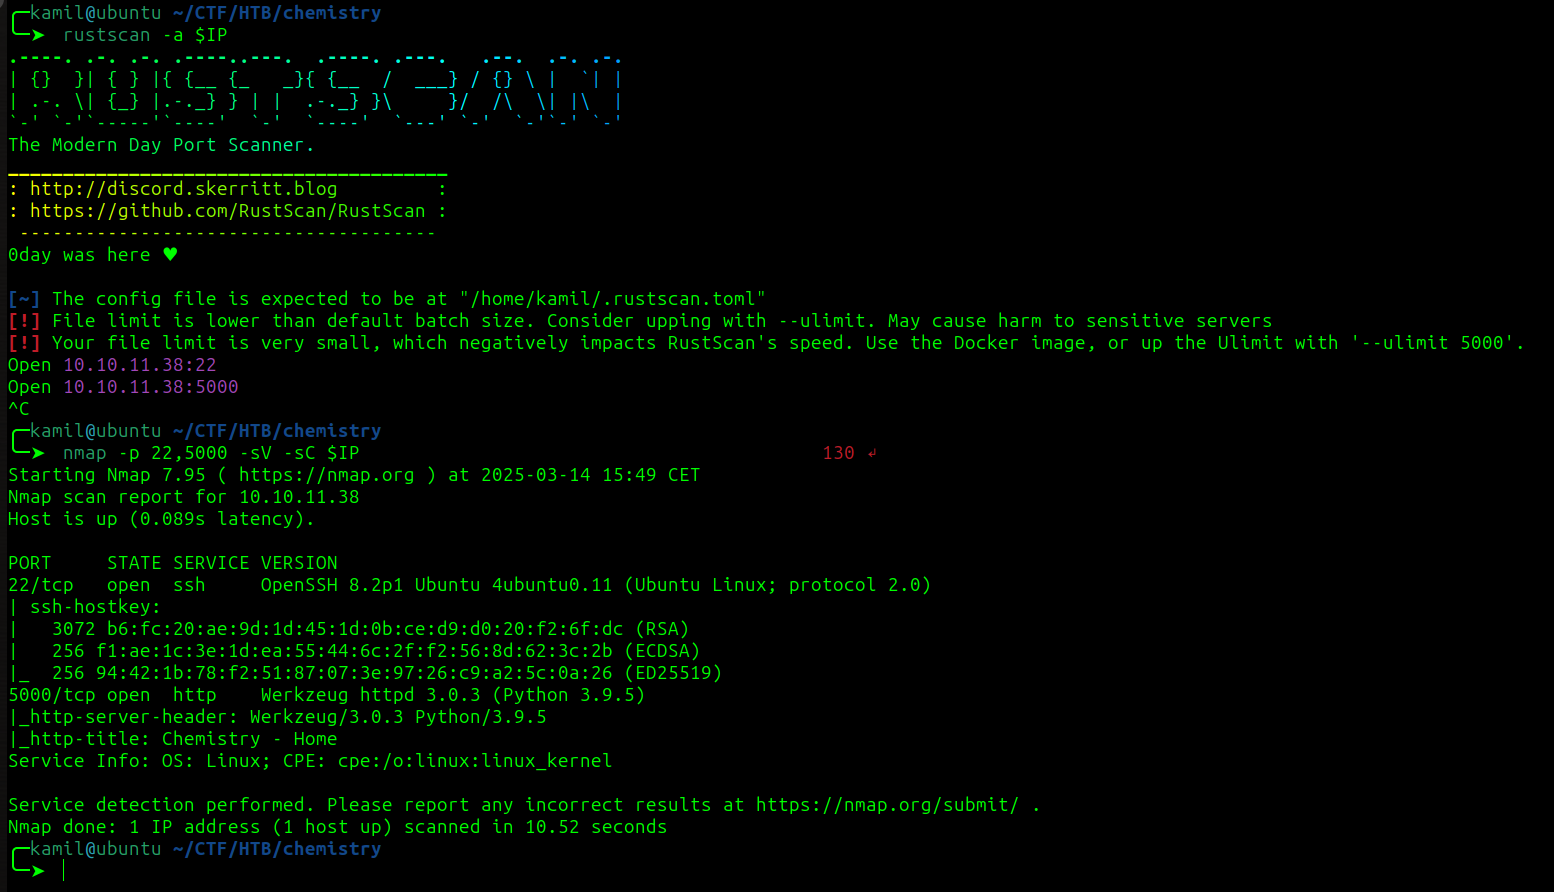 kamil@ubuntu ~/CTF/HTB/chemistry
➤ rustscan -a $IP
.----. .-. .-. .----..---.  .----. .---.   .--.  .-. .-.
| {}  }| { } |{ {__ {_   _}{ {__  /  ___} / {} \ |  `| |
| .-. \| {_} |.-._} } | |  .-._} }\     }/  /\  \| |\  |
`-' `-'`-----'`----'  `-'  `----'  `---' `-'  `-'`-' `-'
The Modern Day Port Scanner.
________________________________________
: http://discord.skerritt.blog         :
: https://github.com/RustScan/RustScan :
 --------------------------------------
0day was here ♥
[~] The config file is expected to be at "/home/kamil/.rustscan.toml"
[!] File limit is lower than default batch size. Consider upping with --ulimit. May cause harm to sensitive servers
[!] Your file limit is very small, which negatively impacts RustScan's speed. Use the Docker image, or up the Ulimit with '--ulimit 5000'.
Open 10.10.11.38:22
Open 10.10.11.38:5000
^C
kamil@ubuntu ~/CTF/HTB/chemistry
➤ nmap -p 22,5000 -sV -sC $IP 130 ↲
Starting Nmap 7.95 ( https://nmap.org ) at 2025-03-14 15:49 CET
Nmap scan report for 10.10.11.38
Host is up (0.089s latency).
PORT     STATE SERVICE VERSION
22/tcp   open  ssh     OpenSSH 8.2p1 Ubuntu 4ubuntu0.11 (Ubuntu Linux; protocol 2.0)
| ssh-hostkey:
|   3072 b6:fc:20:ae:9d:1d:45:1d:0b:ce:d9:d0:20:f2:6f:dc (RSA)
|   256 f1:ae:1c:3e:1d:ea:55:44:6c:2f:f2:56:8d:62:3c:2b (ECDSA)
|_  256 94:42:1b:78:f2:51:87:07:3e:97:26:c9:a2:5c:0a:26 (ED25519)
5000/tcp open  http    Werkzeug httpd 3.0.3 (Python 3.9.5)
|_http-server-header: Werkzeug/3.0.3 Python/3.9.5
|_http-title: Chemistry - Home
Service Info: OS: Linux; CPE: cpe:/o:linux:linux_kernel
Service detection performed. Please report any incorrect results at https://nmap.org/submit/ .
Nmap done: 1 IP address (1 host up) scanned in 10.52 seconds
kamil@ubuntu ~/CTF/HTB/chemistry
➤